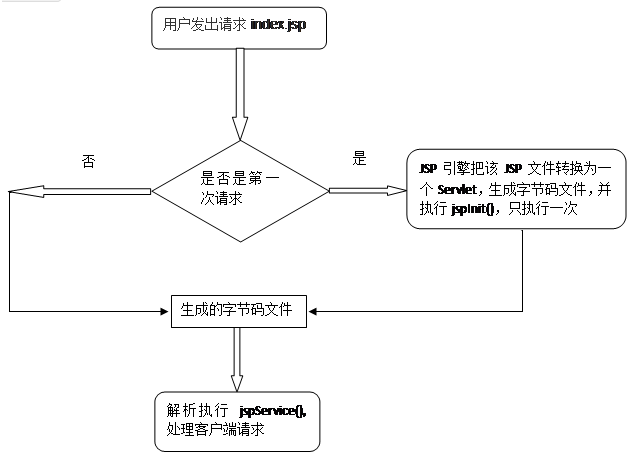 用户发出请求 index.jsp
否
是
是否是第一
次请求
JSP 引擎把该 JSP 文件转换为一
个 Servlet，生成字节码文件，并
执行 jspInit()，只执行一次
生成的字节码文件
解析执行 jspService(),
处理客户端请求